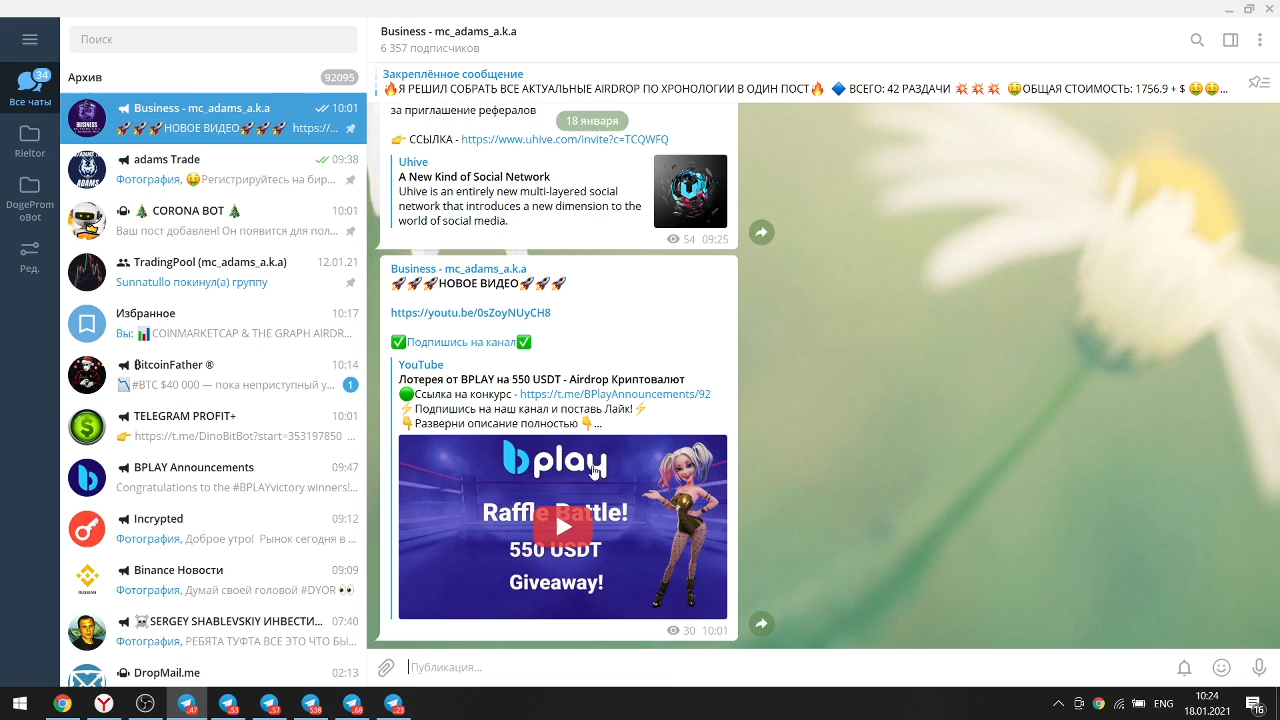 Поиск
Архив
92095
34
Все чаты
Rieltor
DogeProm
oBot
Ред.
Business - mc_adams_a.k.a
10:01
🚀🚀🚀НОВОЕ ВИДЕО🚀🚀🚀 https://...
adams Trade
09:38
Фотография, 🤑Регистрируйтесь на бир...
🎄 CORONA BOT 🎄
10:01
Ваш пост добавлен! Он появится для пол...
TradingPool (mc_adams_a.k.a)
12.01.21
Sunnatullo покинул(а) группу
Избранное
10:17
Вы: 📊COINMARKETCAP & THE GRAPH AIRDR...
₿itcoinFather ®
10:14
📉#BTC $40 000 — пока неприступный у...
1
TELEGRAM PROFIT+
10:01
👉 https://t.me/DinoBitBot?start=353197850 ...
BPLAY Announcements
09:47
Congratulations to the #BPLAYvictory winners!...
Incrypted
09:12
Фотография, Доброе утро! Рынок сегодня в ...
Binance Новости
09:09
Фотография, Думай своей головой #DYOR 👀
☠️SERGEY SHABLEVSKIY ИНВЕСТИ...
07:40
Фотография, РЕБЯТА ТУФТА ВСЕ ЭТО ЧТО БЫ...
DropMail.me
02:13
Business - mc_adams_a.k.a
6 357 подписчиков
Закреплённое сообщение
🔥Я РЕШИЛ СОБРАТЬ ВСЕ АКТУАЛЬНЫЕ AIRDROP ПО ХРОНОЛОГИИ В ОДИН ПОСТ🔥 🔷 ВСЕГО: 42 РАЗДАЧИ 💥💥💥 🤑ОБЩАЯ СТОИМОСТЬ: 1756.9 + $ 🤑🤑...
за приглашение рефералов
18 января
👉 ССЫЛКА - https://www.uhive.com/invite?c=TCQWFQ
Uhive
A New Kind of Social Network
Uhive is an entirely new multi-layered social
network that introduces a new dimension to the
world of social media.
54 09:25
Business - mc_adams_a.k.a
🚀🚀🚀НОВОЕ ВИДЕО🚀🚀🚀
https://youtu.be/0sZoyNUyCH8
✅Подпишись на канал✅
YouTube
Лотерея от BPLAY на 550 USDT - Airdrop Криптовалют
🟢Ссылка на конкурс - https://t.me/BPlayAnnouncements/92
⚡Подпишись на наш канал и поставь Лайк!⚡
👇Разверни описание полностью 👇...
bplay
Raffle Battle!
550 USDT
Giveaway!
30 10:01
Публикация...
47
53
57
538
68
23
ENG
10:24
18.01.2021
16